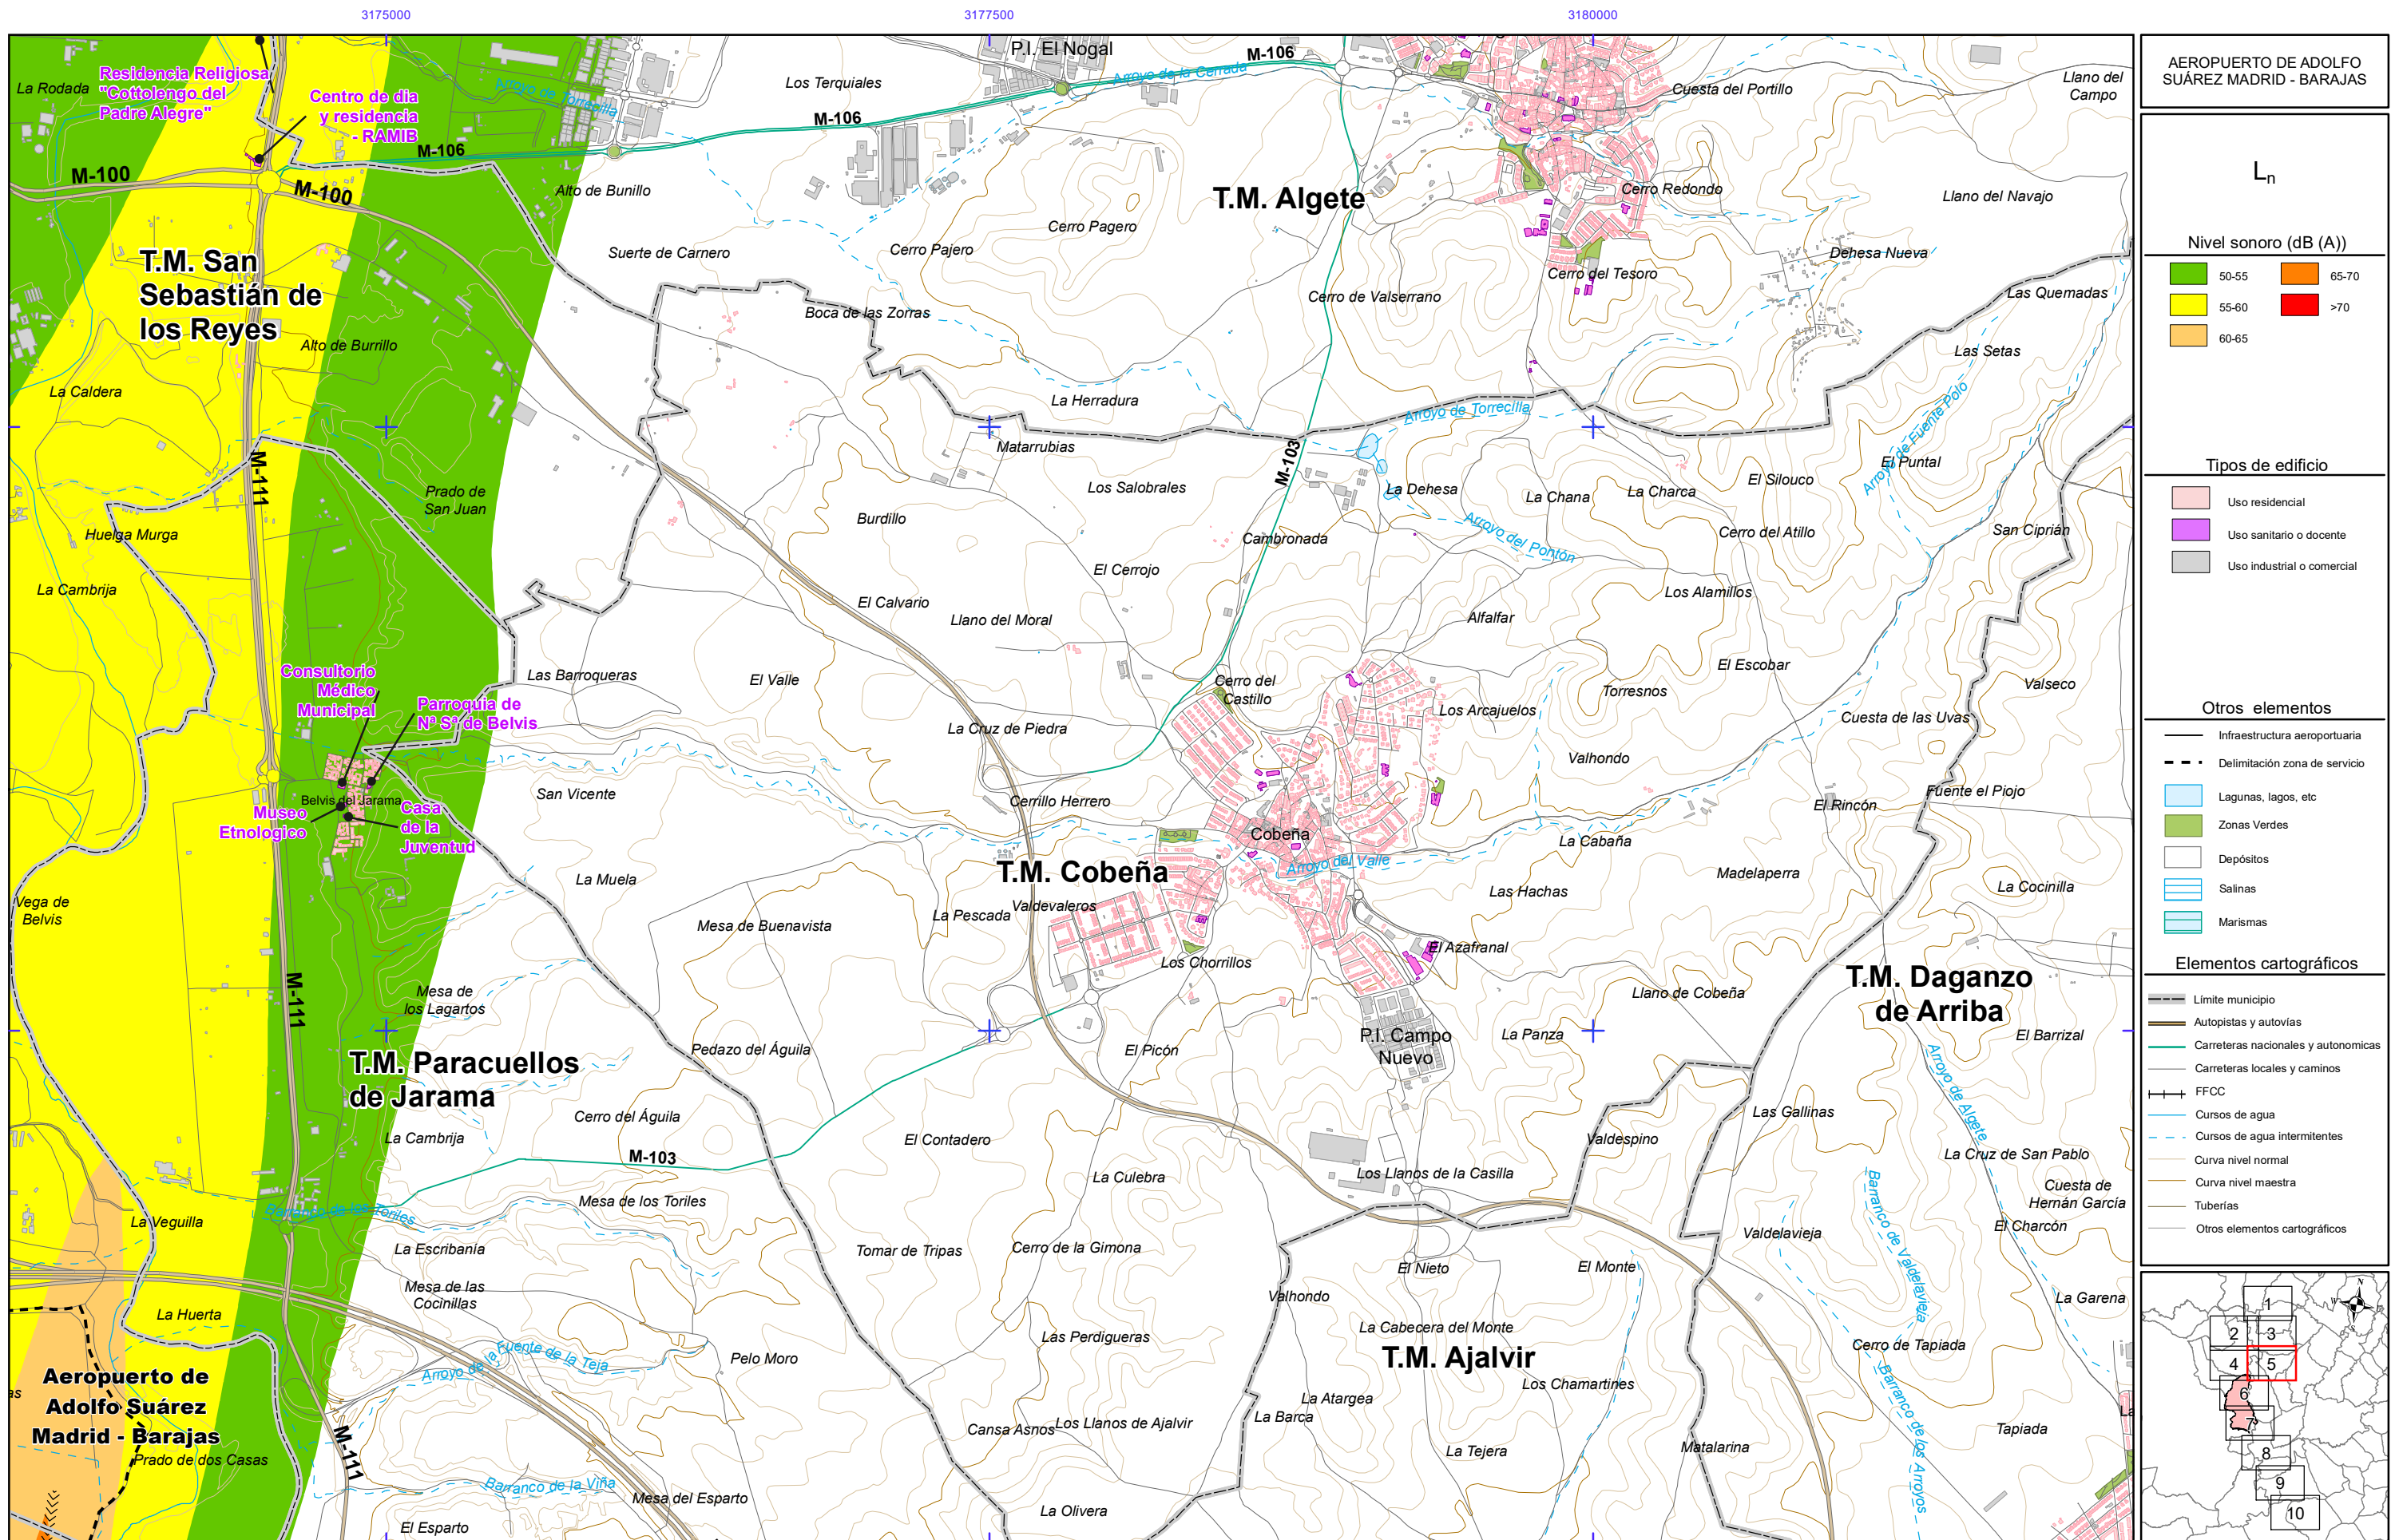 3175000
3177500
3180000
La Rodada
Residencia Religiosa
"Cottolengo del
Padre Alegre"
Centro de dia
y residencia
- RAMIB
Arroyo de Torrecilla
P.I. El Nogal
Los Terquiales
Arroyo de la Cerrada
M-106
M-106
M-106
Cuesta del Portillo
Llano del
Campo
M-100
M-100
Alto de Bunillo
T.M. Algete
Cerro Redondo
Llano del Navajo
Cerro Pagero
Cerro Pajero
Suerte de Carnero
T.M. San
Sebastián de
los Reyes
Cerro del Tesoro
Dehesa Nueva
Cerro de Valserrano
Las Quemadas
Boca de las Zorras
Alto de Burrillo
Las Setas
La Caldera
La Herradura
Arroyo de Torrecilla
Arroyo de Fuente Polo
Matarrubias
M-103
M-111
El Puntal
El Silouco
Prado de
San Juan
Los Salobrales
La Dehesa
La Chana
La Charca
Burdillo
Arroyo del Pontón
Cerro del Atillo
San Ciprián
Huelga Murga
Cambronada
El Cerrojo
La Cambrija
El Calvario
Llano del Moral
Los Alamillos
Alfalfar
Consultorio
Médico
Municipal
Parroquia de
Nª Sª de Belvis
Las Barroqueras
El Valle
Cerro del
Castillo
El Escobar
Torresnos
Valseco
Los Arcajuelos
Cuesta de las Uvas
La Cruz de Piedra
Valhondo
San Vicente
Belvis del Jarama
Museo
Etnologico
Casa
de la
Juventud
Cerrillo Herrero
El Rincón
Fuente el Piojo
Cobeña
La Cabaña
Arroyo del Valle
T.M. Cobeña
La Muela
Madelaperra
La Cocinilla
Las Hachas
Vega de
Belvis
Valdevaleros
La Pescada
Mesa de Buenavista
El Azafranal
Los Chorrillos
T.M. Daganzo
de Arriba
M-111
Mesa de
los Lagartos
Llano de Cobeña
P.I. Campo
Nuevo
La Panza
El Barrizal
Pedazo del Águila
El Picón
T.M. Paracuellos
de Jarama
Arroyo de Algete
Cerro del Águila
Las Gallinas
La Cambrija
El Contadero
Valdespino
M-103
La Cruz de San Pablo
La Culebra
Los Llanos de la Casilla
Cuesta de
Hernán García
Mesa de los Toriles
Barranco de los Toriles
La Veguilla
El Charcón
Valdelavieja
Barranco de Valdelavieja
La Escribanía
Tomar de Tripas
Cerro de la Gimona
El Nieto
El Monte
Mesa de las
Cocinillas
Valhondo
La Garena
La Huerta
La Cabecera del Monte
Las Perdigueras
Cerro de Tapiada
Arroyo de la Fuente de la Teja
Pelo Moro
T.M. Ajalvir
Aeropuerto de
Adolfo Suárez
Madrid - Barajas
as
Los Chamartines
La Atargea
La Barca
Barranco de los Arroyos
Cansa Asnos
Los Llanos de Ajalvir
Tapiada
M-111
Prado de dos Casas
La Tejera
Matalarina
Barranco de la Viña
Mesa del Esparto
La Olivera
El Esparto
La
AEROPUERTO DE ADOLFO
SUÁREZ MADRID - BARAJAS
Ln
Nivel sonoro (dB (A))
50-55
65-70
55-60
>70
60-65
Tipos de edificio
Uso residencial
Uso sanitario o docente
Uso industrial o comercial
Otros elementos
Infraestructura aeroportuaria
Delimitación zona de servicio
Lagunas, lagos, etc
Zonas Verdes
Depósitos
Salinas
Marismas
Elementos cartográficos
Límite municipio
Autopistas y autovías
Carreteras nacionales y autonomicas
Carreteras locales y caminos
FFCC
Cursos de agua
Cursos de agua intermitentes
Curva nivel normal
Curva nivel maestra
Tuberías
Otros elementos cartográficos
N
W
S
1
2
3
4
5
6
7
8
9
10